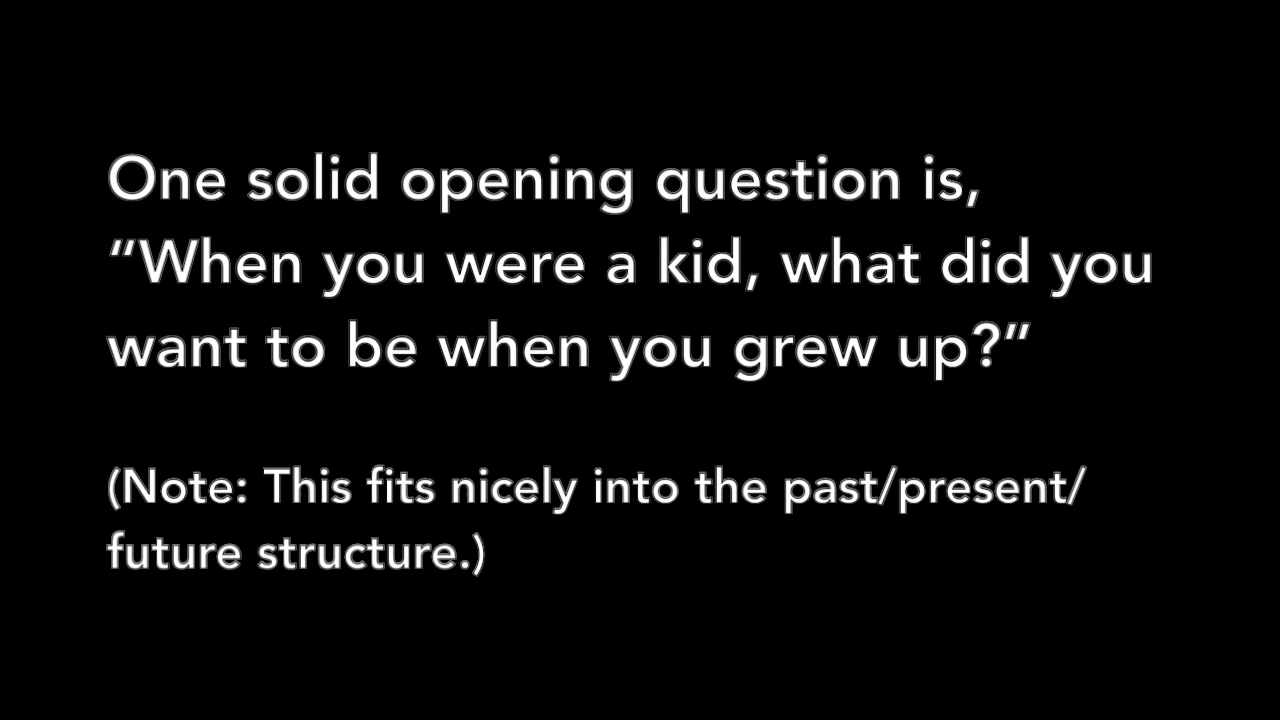 One solid opening question is,
“When you were a kid, what did you
want to be when you grew up?”
(Note: This fits nicely into the past/present/
future structure.)